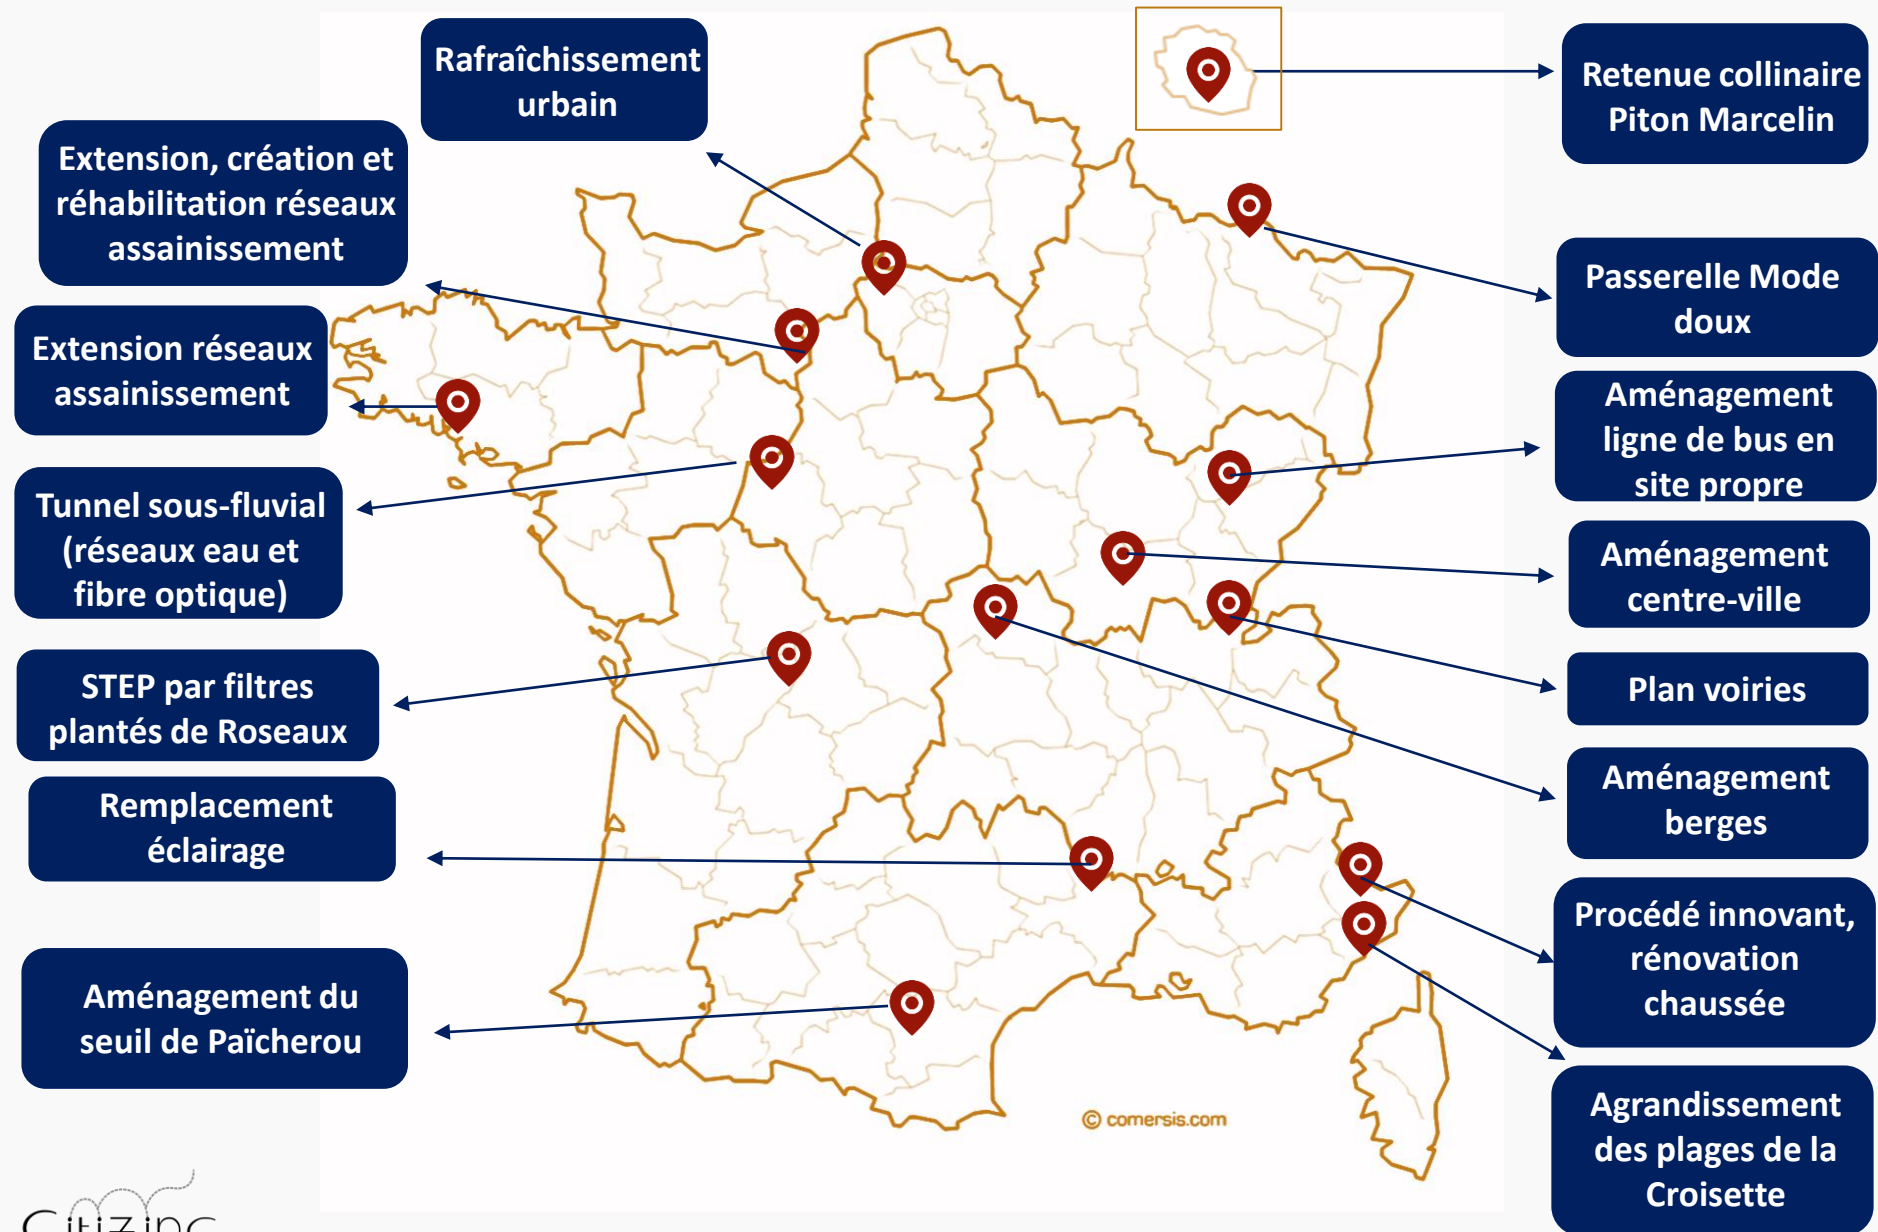 Rafraîchissement
urbain
Extension, création et
réhabilitation réseaux
assainissement
Extension réseaux
assainissement
Tunnel sous-fluvial
(réseaux eau et
fibre optique)
STEP par filtres
plantés de Roseaux
Remplacement
éclairage
Aménagement du
seuil de Païcherou
Retenue collinaire
Piton Marcelin
Passerelle Mode
doux
Aménagement
ligne de bus en
site propre
Aménagement
centre-ville
Plan voiries
Aménagement
berges
Procédé innovant,
rénovation
chaussée
Agrandissement
des plages de la
Croisette
© comersis.com
Citizing